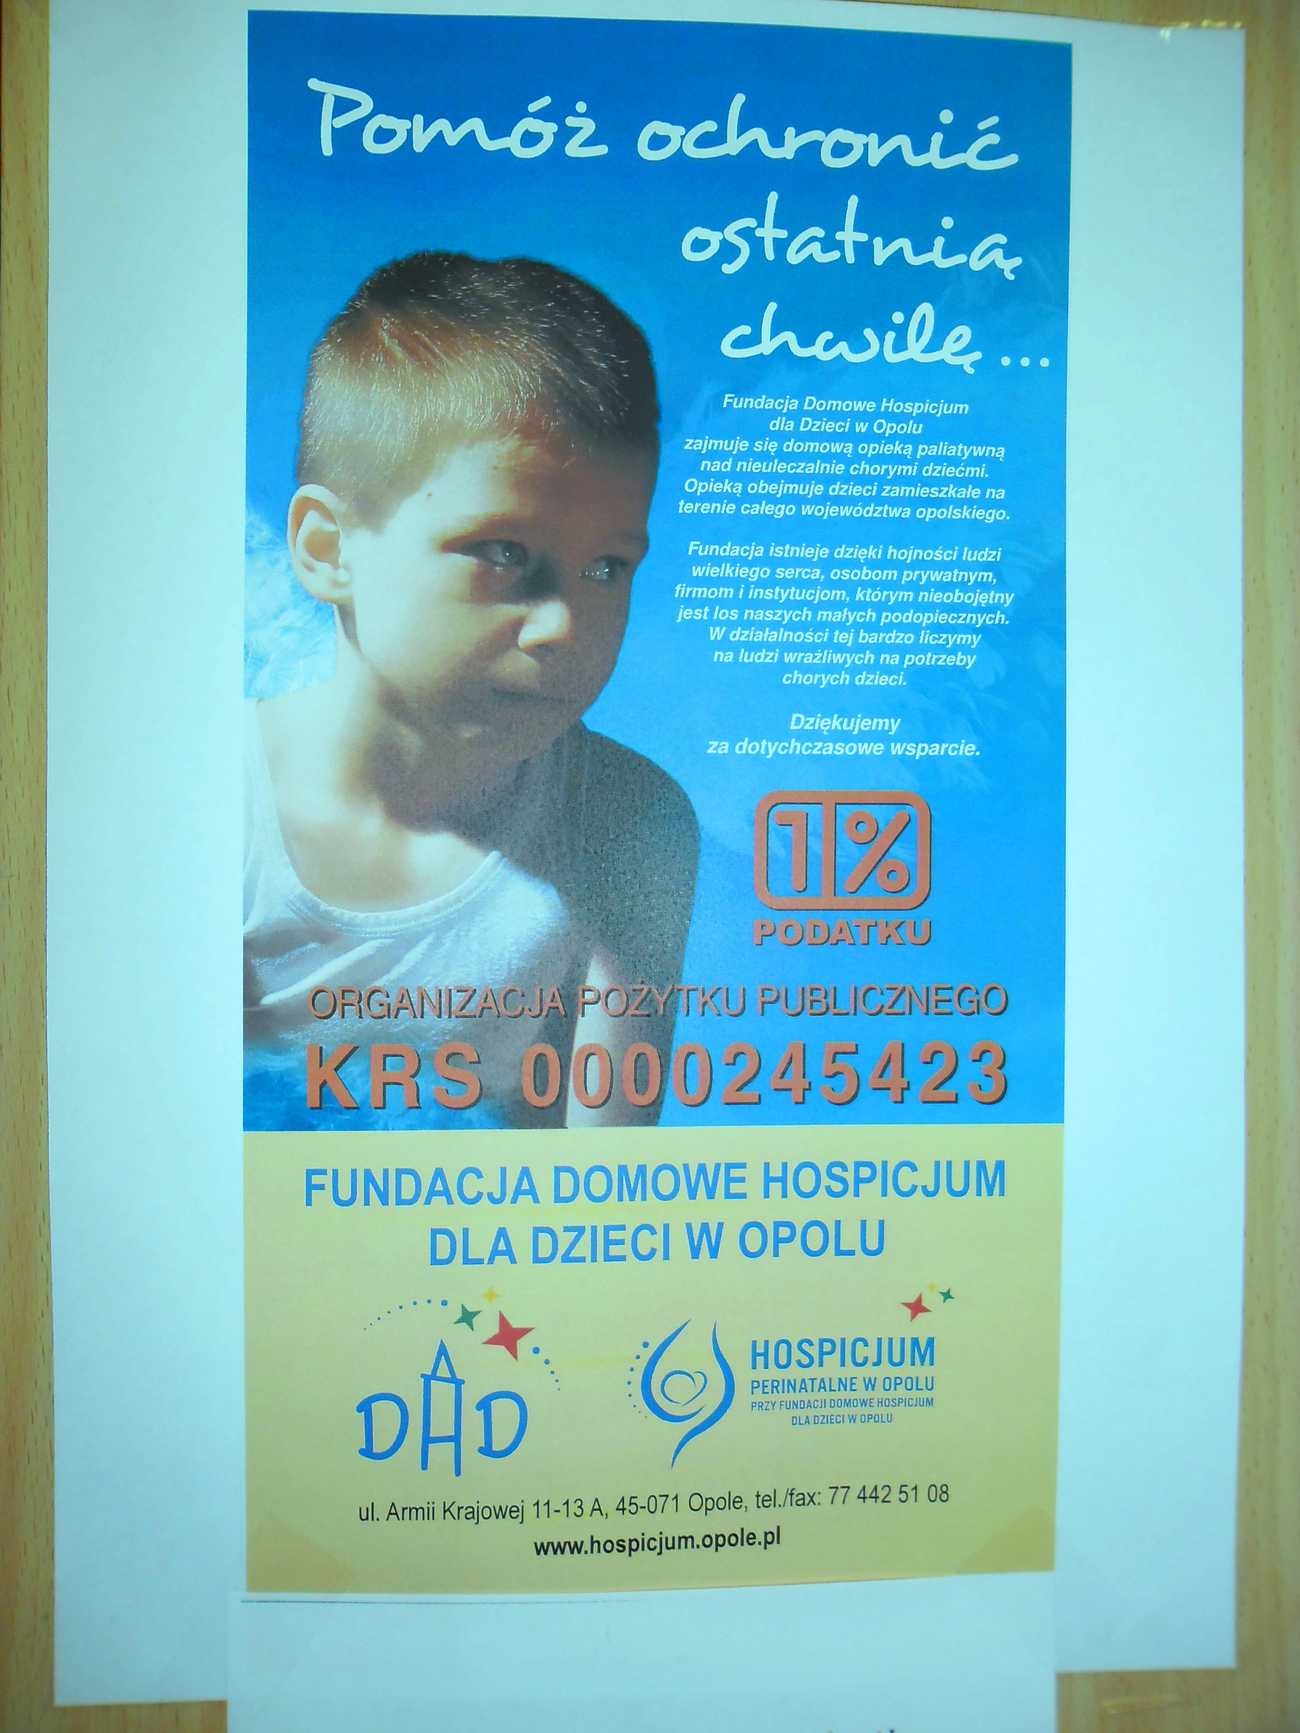 Pomóż ochronić
ostatnią
chwilę...
Fundacja Domowe Hospicjum
dla Dzieci w Opolu
zajmuje się domową opieką paliatywną
nad nieuleczalnie chorymi dziećmi.
Opieką obejmuje dzieci zamieszkałe na
terenie całego województwa opolskiego.
Fundacja istnieje dzięki hojności ludzi
wielkiego serca, osobom prywatnym,
firmom i instytucjom, którym nieobojętny
jest los naszych małych podopiecznych.
W działalności tej bardzo liczymy
na ludzi wrażliwych na potrzeby
chorych dzieci.
Dziękujemy
za dotychczasowe wsparcie.
1%
PODATKU
ORGANIZACJA POŻYTKU PUBLICZNEGO
KRS 0000245423
FUNDACJA DOMOWE HOSPICJUM
DLA DZIECI W OPOLU
DHD
HOSPICJUM
PERINATALNE W OPOLU
PRZY FUNDACJI DOMOWE HOSPICJUM
DLA DZIECI W OPOLU
ul. Armii Krajowej 11-13 A, 45-071 Opole, tel./fax: 77 442 51 08
www.hospicjum.opole.pl